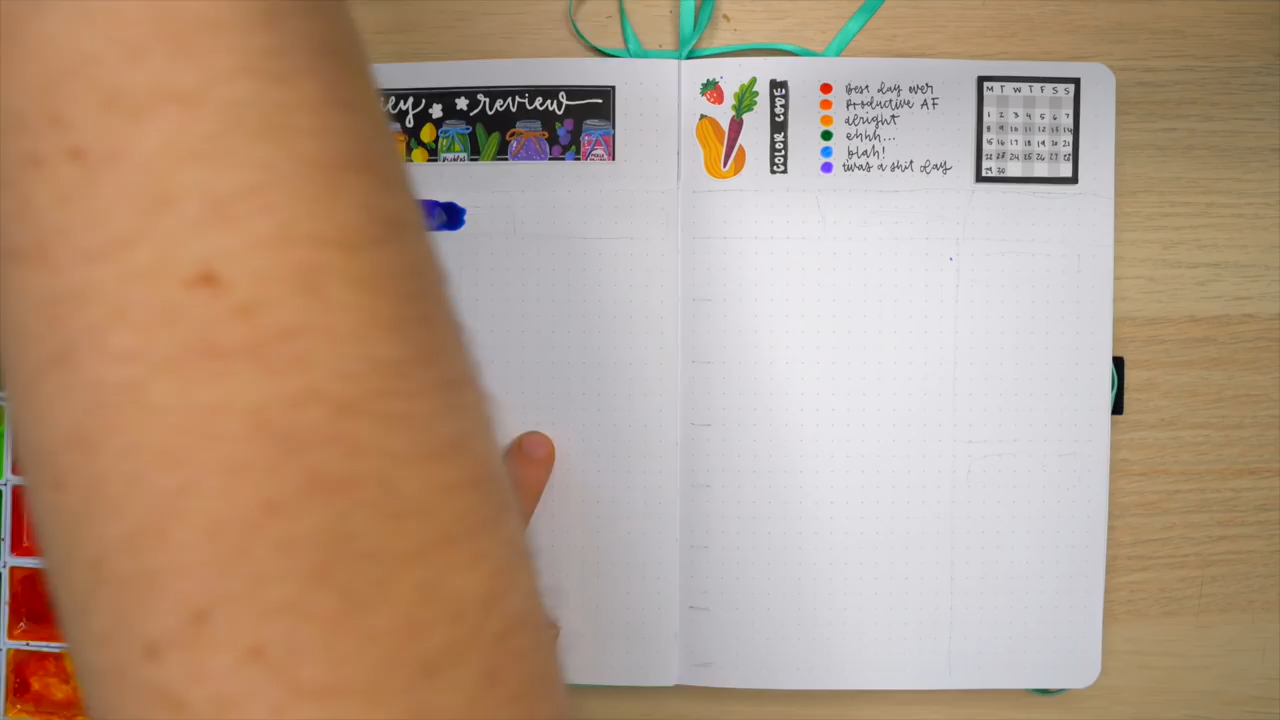 review
Pickles
COLOR CODE
Best day ever
Productive AF
alright
ehhh...
blah!
twas a shit day
M T W T F S S
1 2 3 4 5 6 7
8 9 10 11 12 13 14
15 16 17 18 19 20 21
22 23 24 25 26 27 28
29 30